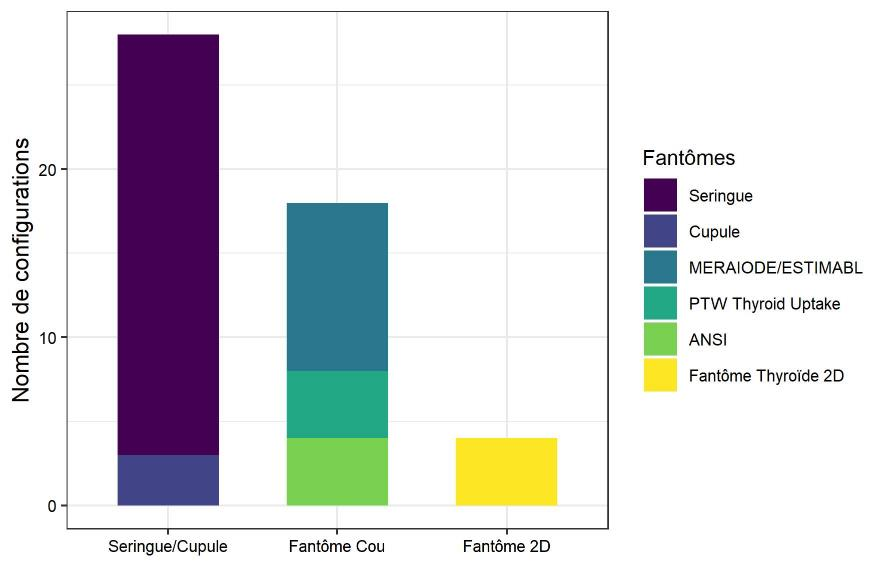 Nombre de configurations
20
10
0
Seringue/Cupule
Fantôme Cou
Fantôme 2D
Fantômes
Seringue
Cupule
MERAIODE/ESTIMABL
PTW Thyroid Uptake
ANSI
Fantôme Thyroïde 2D